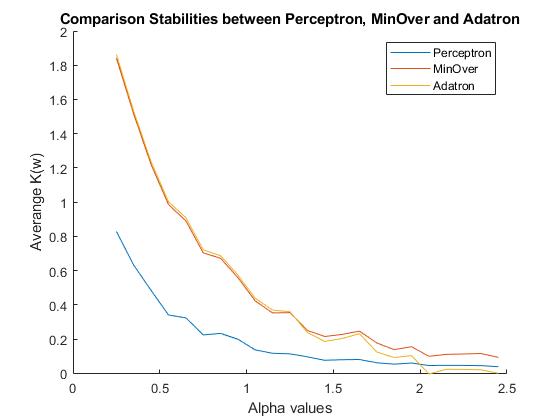 Comparison Stabilities between Perceptron, MinOver and Adatron
Perceptron
MinOver
Adatron
Averange K(w)
2
1.8
1.6
1.4
1.2
1
0.8
0.6
0.4
0.2
0
0
0.5
1
1.5
2
2.5
Alpha values